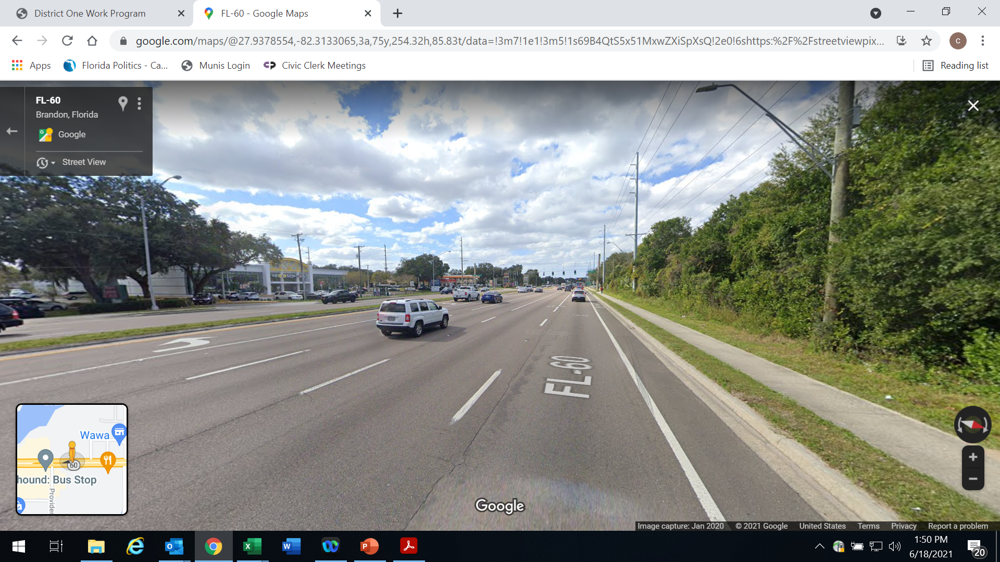 District One Work Program
FL-60 - Google Maps
google.com/maps/@27.9378554,-82.3133065,3a,75y,254.32h,85.83t/data=!3m7!1e1!3m5!1s69B4QtS5x51MxwZXiSpXsQ!2e0!6shttps:%2F%2Fstreetviewpix...
c
Apps
Florida Politics - Ca...
Munis Login
Civic Clerk Meetings
Reading list
FL-60
Brandon, Florida
Google
Street View
ROOMS
FL-60
Wawa
60
hound: Bus Stop
Provider
Google
Image capture: Jan 2020
© 2021 Google
United States
Terms
Privacy
Report a problem
1:50 PM
6/18/2021
20